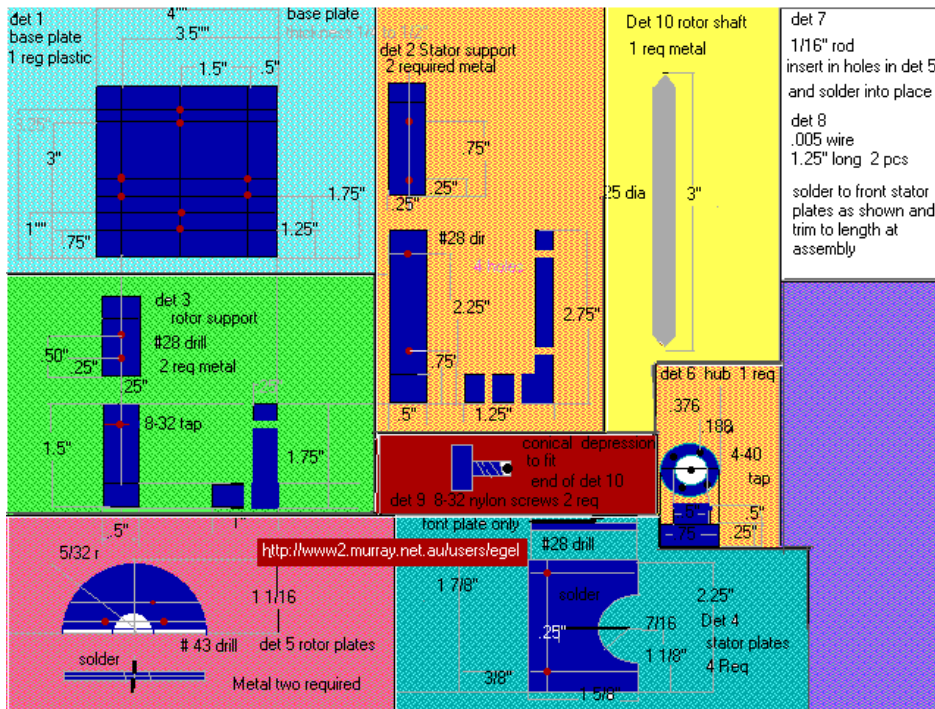 det 1
base plate
1 reg plastic
4""
3.5""
1.5"
.5"
base plate
3.25"
3"
1""
.75"
1.75"
1.25"
det 2 Stator support
2 required metal
.75"
.25"
.25"
#28 dir
2.25"
2.75"
.75"
.5"
1.25"
Det 10 rotor shaft
1 req metal
.25 dia
3"
det 7
1/16" rod
insert in holes in det 5
and solder into place
det 8
.005 wire
1.25" long 2 pcs
solder to front stator
plates as shown and
trim to length at
assembly
det 3
rotor support
#28 drill
2 req metal
.50"
.25"
.25"
8-32 tap
1.5"
1.75"
1"
conical depression
to fit
end of det 10
det 9 8-32 nylon screws 2 req
det 6 hub 1 req
.376
.188
4-40
tap
.5"
.5"
.75
.25"
.5"
5/32 r
1 1/16
# 43 drill
det 5 rotor plates
solder
Metal two required
http://www2.murray.net.au/users/egel
font plate only
#28 drill
1 7/8"
solder
2.25"
Det 4
7/16
stator plates
4 Req
.25"
1 1/8"
3/8"
1 5/8"